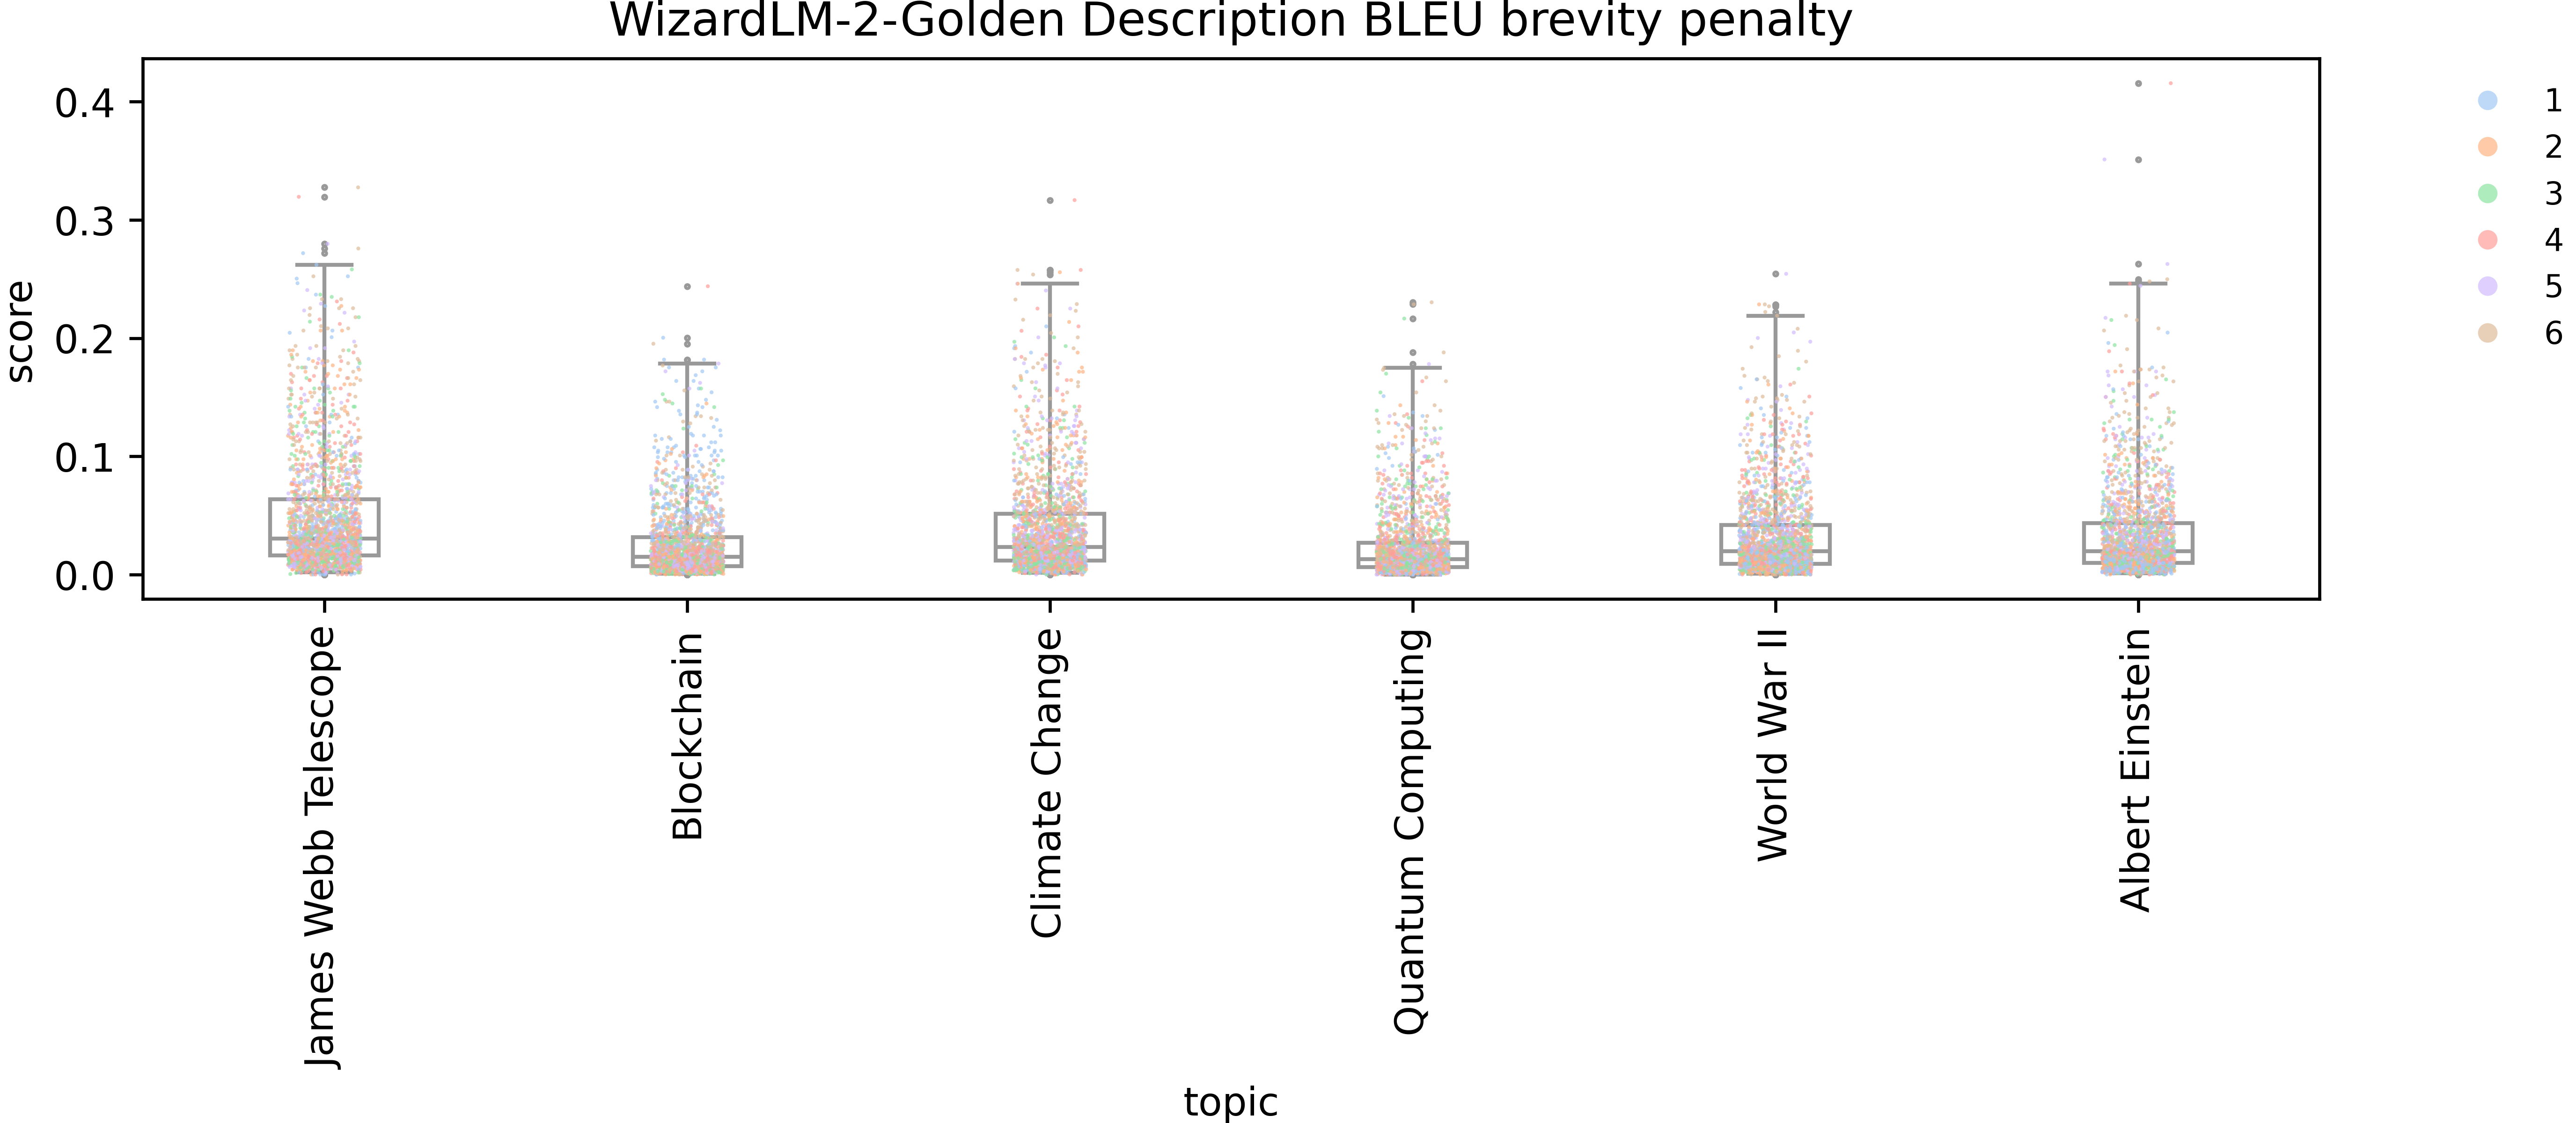 WizardLM-2-Golden Description BLEU brevity penalty
score
0.4
0.3
0.2
0.1
0.0
James Webb Telescope
Blockchain
Climate Change
Quantum Computing
World War II
Albert Einstein
topic
1
2
3
4
5
6